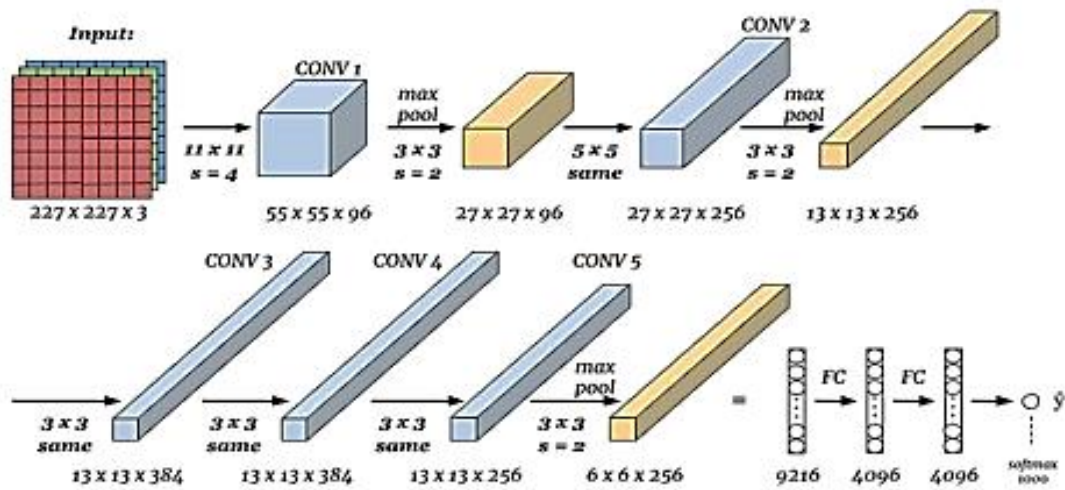 Input:
CONV 1
CONV 2
max
pool
max
pool
11 x 11
s = 4
3 x 3
s = 2
5 x 5
same
3 x 3
s = 2
227 x 227 x 3
55 x 55 x 96
27 x 27 x 96
27 x 27 x 256
13 x 13 x 256
CONV 3
CONV 4
CONV 5
max
pool
FC
FC
=
ŷ
3 x 3
same
3 x 3
same
3 x 3
same
3 x 3
s = 2
13 x 13 x 384
13 x 13 x 384
13 x 13 x 256
6 x 6 x 256
9216
4096
4096
softmax
1000